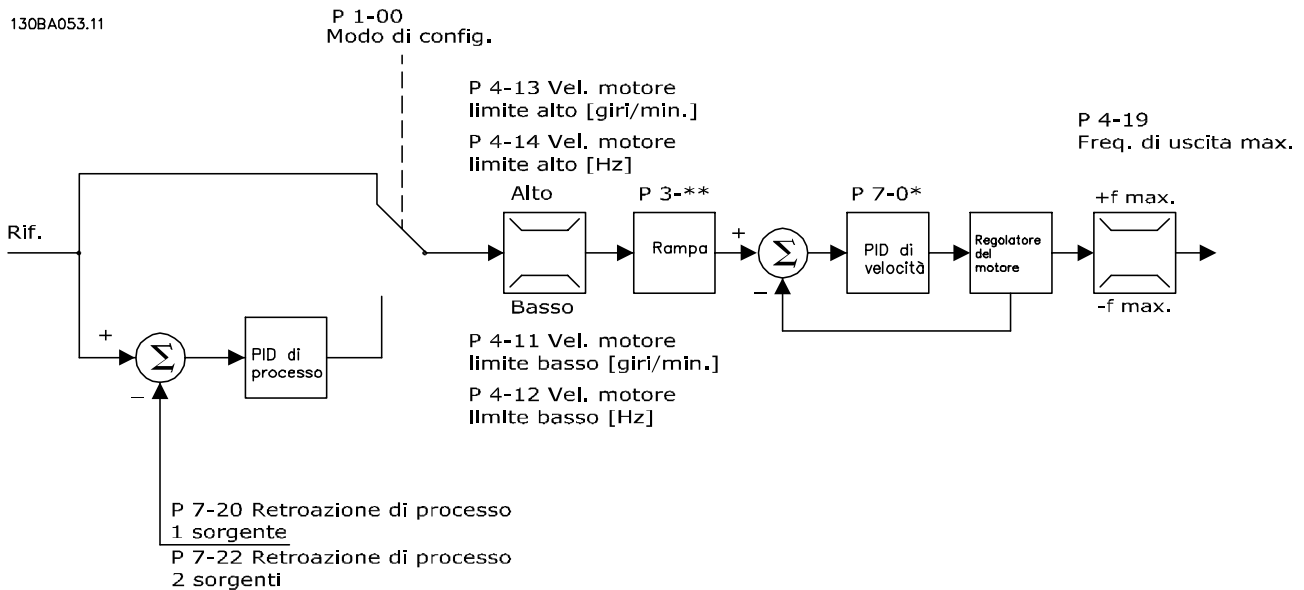 130BA053.11
P 1-00
Modo di config.
P 4-13 Vel. motore
limite alto [giri/min.]
P 4-14 Vel. motore
limite alto [Hz]
P 4-19
Freq. di uscita max.
Alto
P 3-**
P 7-0*
+f max.
Rif.
Rampa
+
Σ
PID di
velocità
Regolatore
del
motore
−
Basso
-f max.
+
Σ
PID di
processo
−
P 4-11 Vel. motore
limite basso [giri/min.]
P 4-12 Vel. motore
limite basso [Hz]
P 7-20 Retroazione di processo
1 sorgente
P 7-22 Retroazione di processo
2 sorgenti